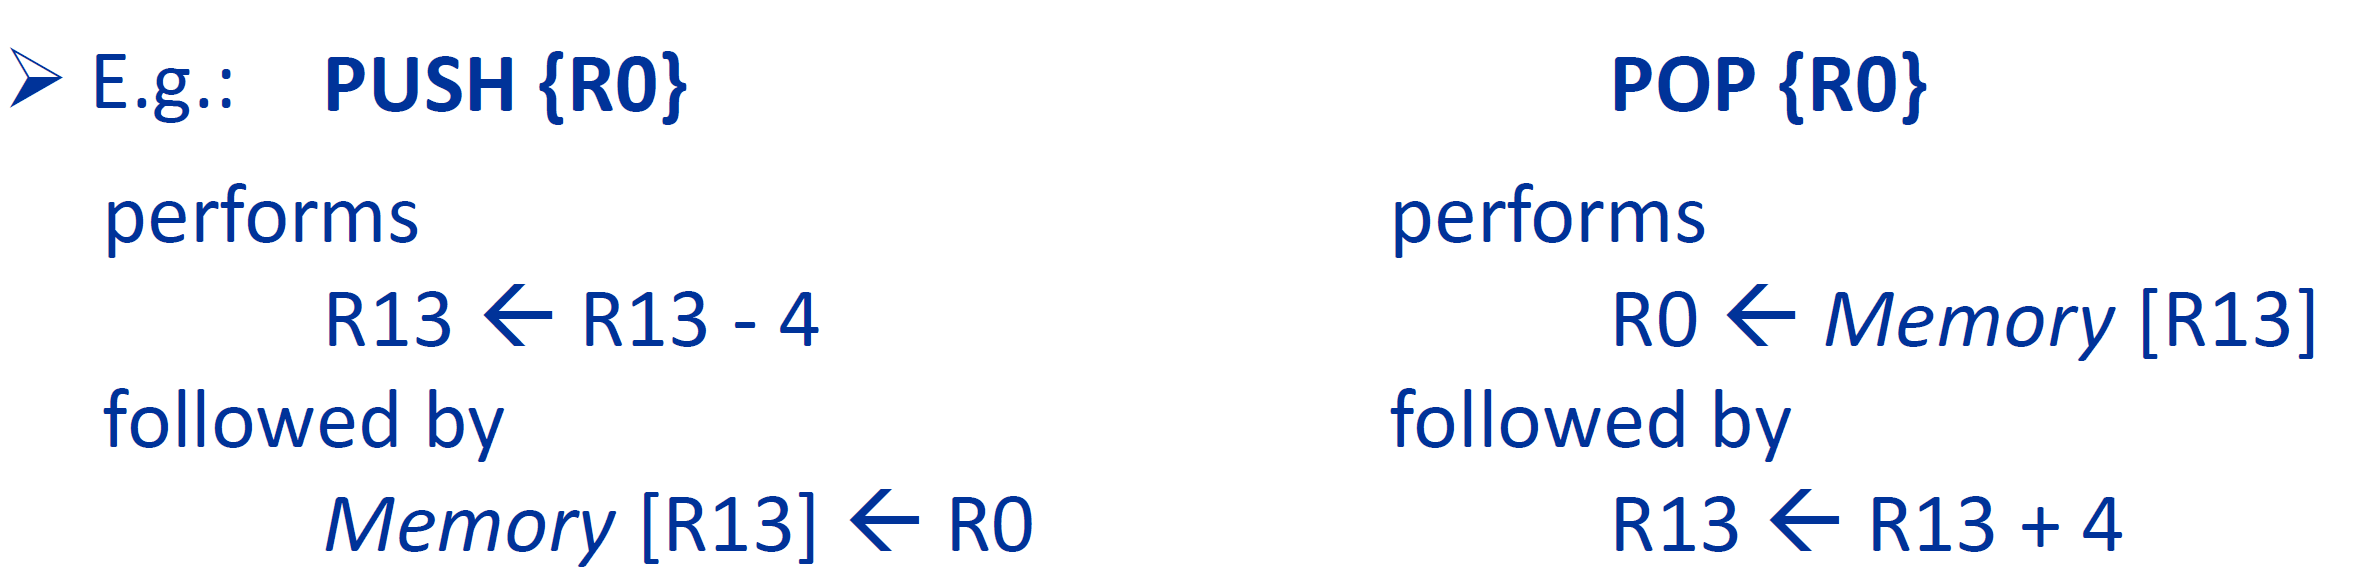 ➢ E.g.: PUSH {R0} POP {R0}
performs performs
R13 ← R13 - 4 R0 ← Memory [R13]
followed by followed by
Memory [R13] ← R0 R13 ← R13 + 4